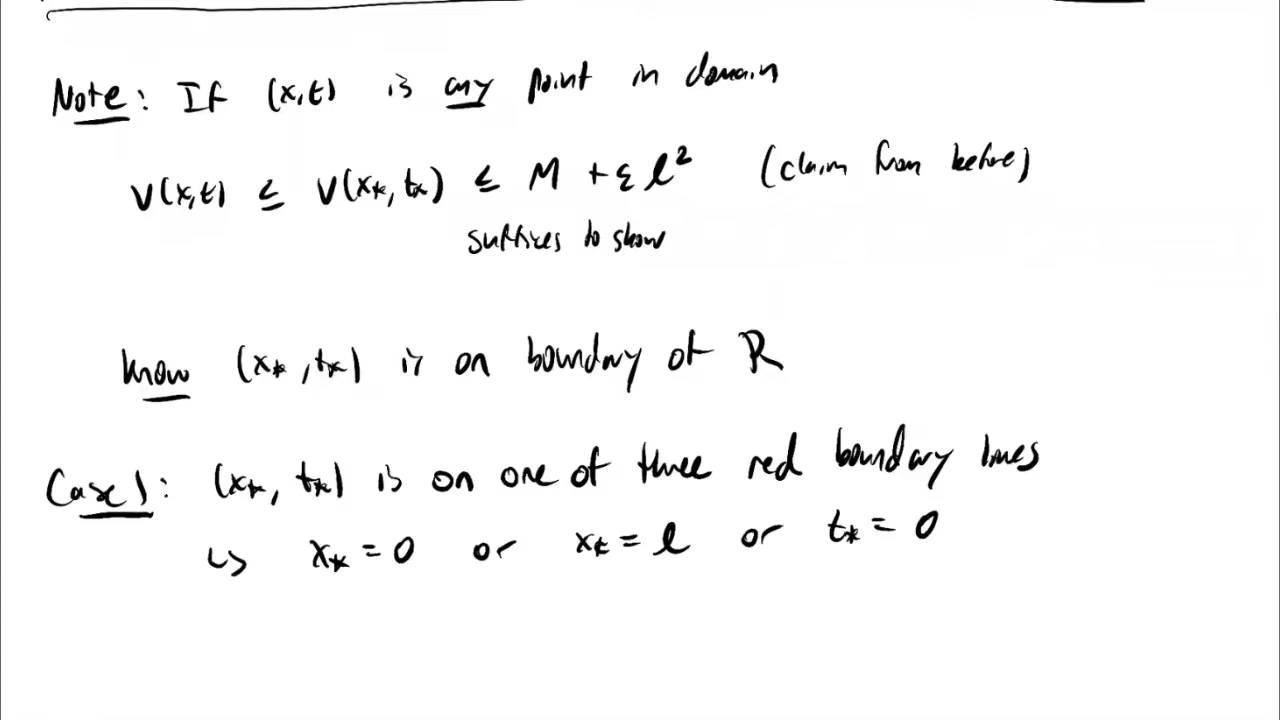 Note: If (x,t) is any point in domain
v(x,t) ≤ v(x*, t*) ≤ M + ε l² (claim from before)
suffices to show
know (x*, t*) is on boundary of R
Case 1: (x*, t*) is on one of three red boundary lines
↳ x* = 0 or x* = l or t* = 0